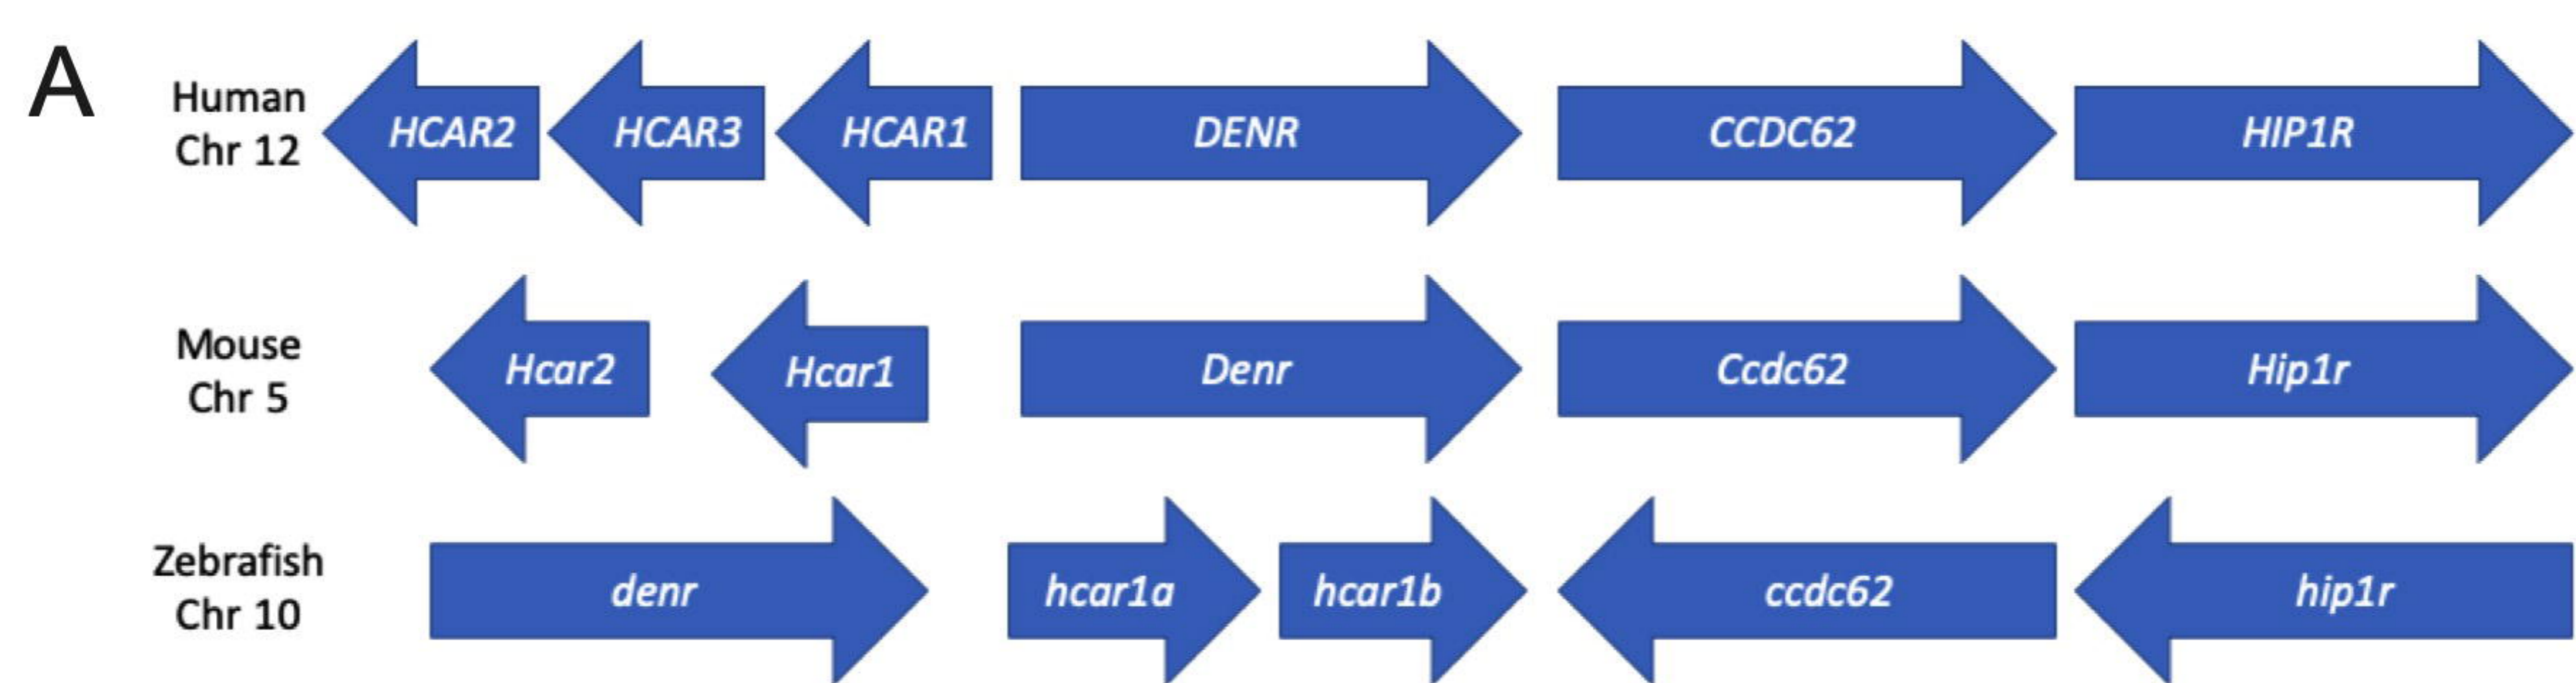 A
Human
Chr 12
HCAR2 HCAR3 HCAR1 DENR CCDC62 HIP1R
Mouse
Chr 5
Hcar2 Hcar1 Denr Ccdc62 Hip1r
Zebrafish
Chr 10
denr hcar1a hcar1b ccdc62 hip1r